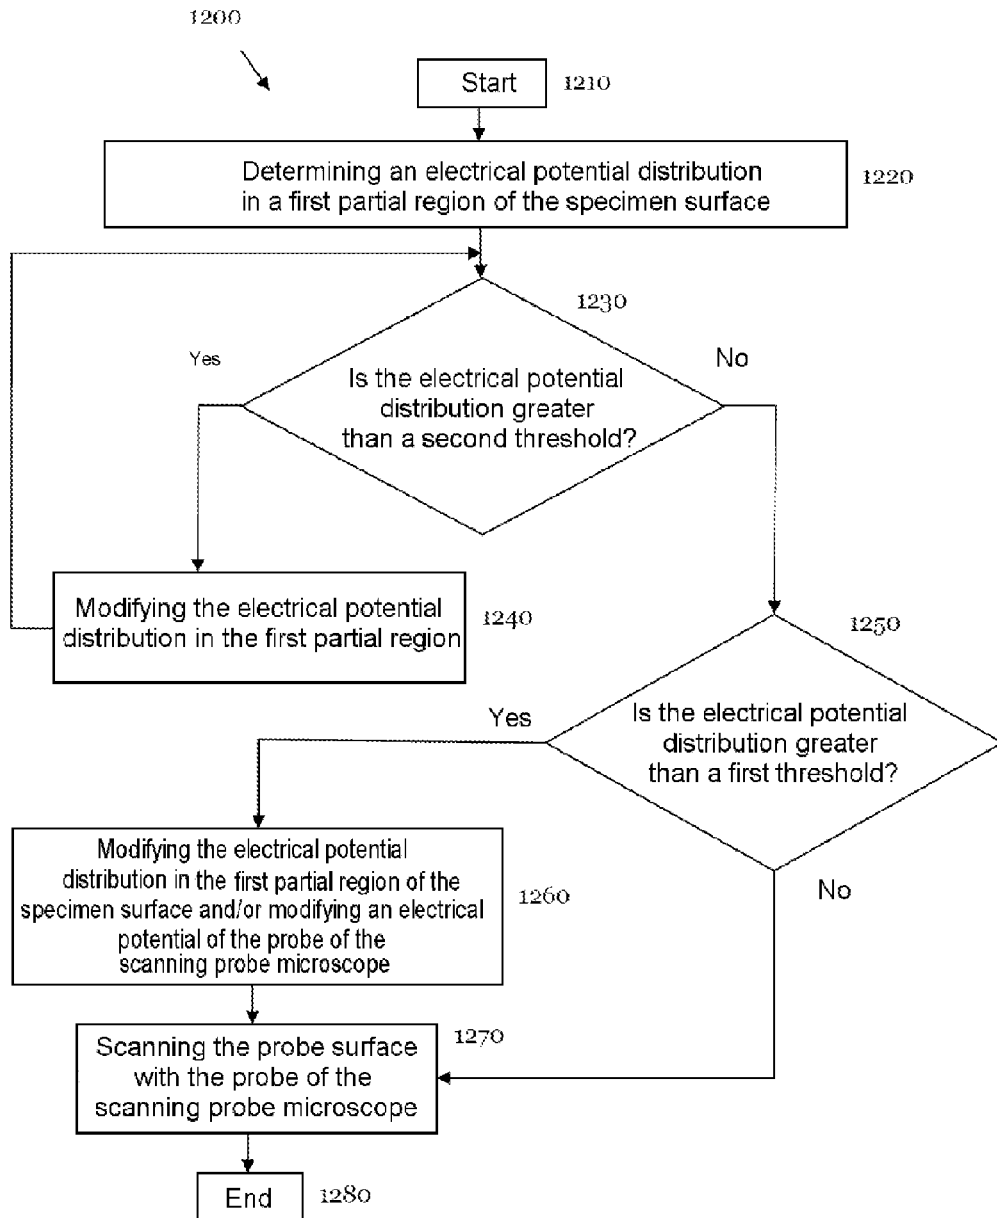 1200
Start
1210
Determining an electrical potential distribution
in a first partial region of the specimen surface
1220
1230
Yes
No
Is the electrical potential
distribution greater
than a second threshold?
Modifying the electrical potential
distribution in the first partial region
1240
1250
Yes
Is the electrical potential
distribution greater
than a first threshold?
No
Modifying the electrical potential
distribution in the first partial region of the
specimen surface and/or modifying an electrical
potential of the probe of the
scanning probe microscope
1260
1270
Scanning the probe surface
with the probe of the
scanning probe microscope
End
1280